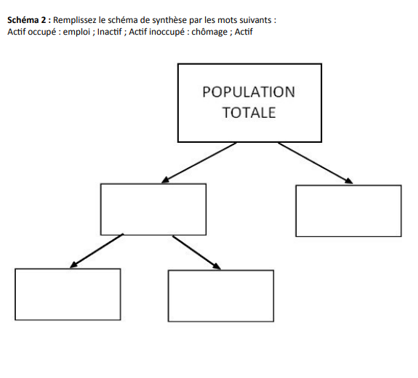 Schéma 2 : Remplissez le schéma de synthèse par les mots suivants :
Actif occupé : emploi ; Inactif ; Actif inoccupé : chômage ; Actif
POPULATION
TOTALE